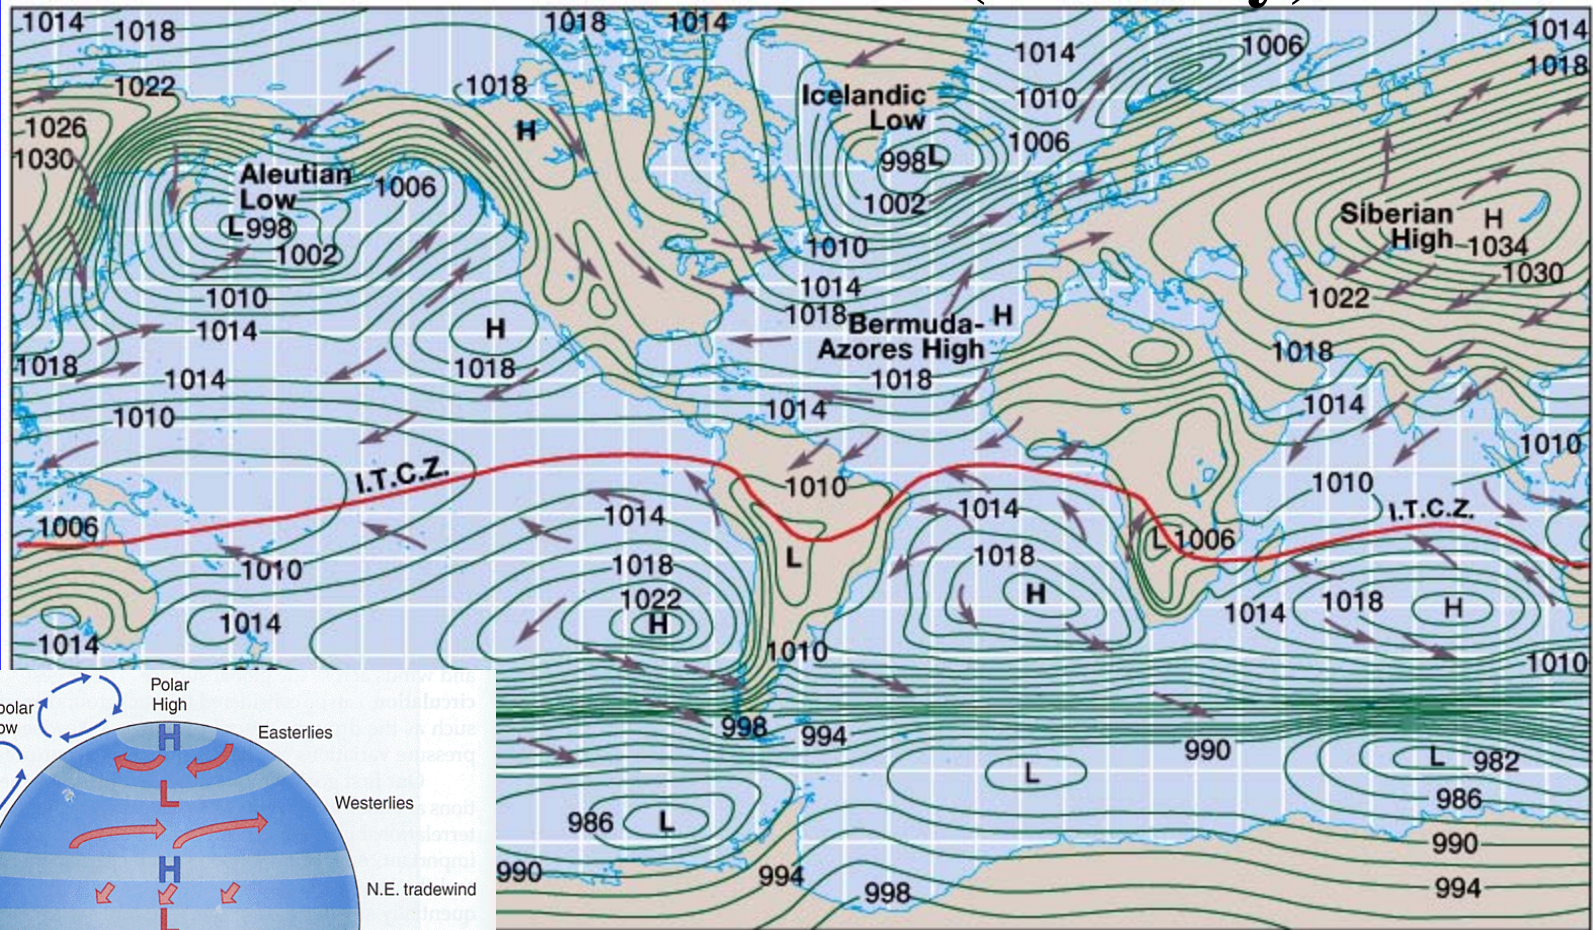 1014
1018
1018
1014
1014
1006
1014
1018
1022
1018
1010
1026
H
Icelandic
Low
1006
1030
998 L
Aleutian
Low
1006
1002
L 998
1002
Siberian
High
H
1034
1010
1010
1030
1014
1022
1014
H
1018
Bermuda-
Azores High
H
1018
1018
1018
1018
1014
1014
1014
1010
1010
I.T.C.Z.
1010
1010
1014
1014
I.T.C.Z.
1006
L 1006
1010
1018
L
1018
1022
H
H
1014
1018
H
1014
1014
1010
1010
998
994
990
L
L 982
986
986
L
990
990
994
998
994
Polar
High
H
Easterlies
L
Westerlies
H
N.E. tradewind
L